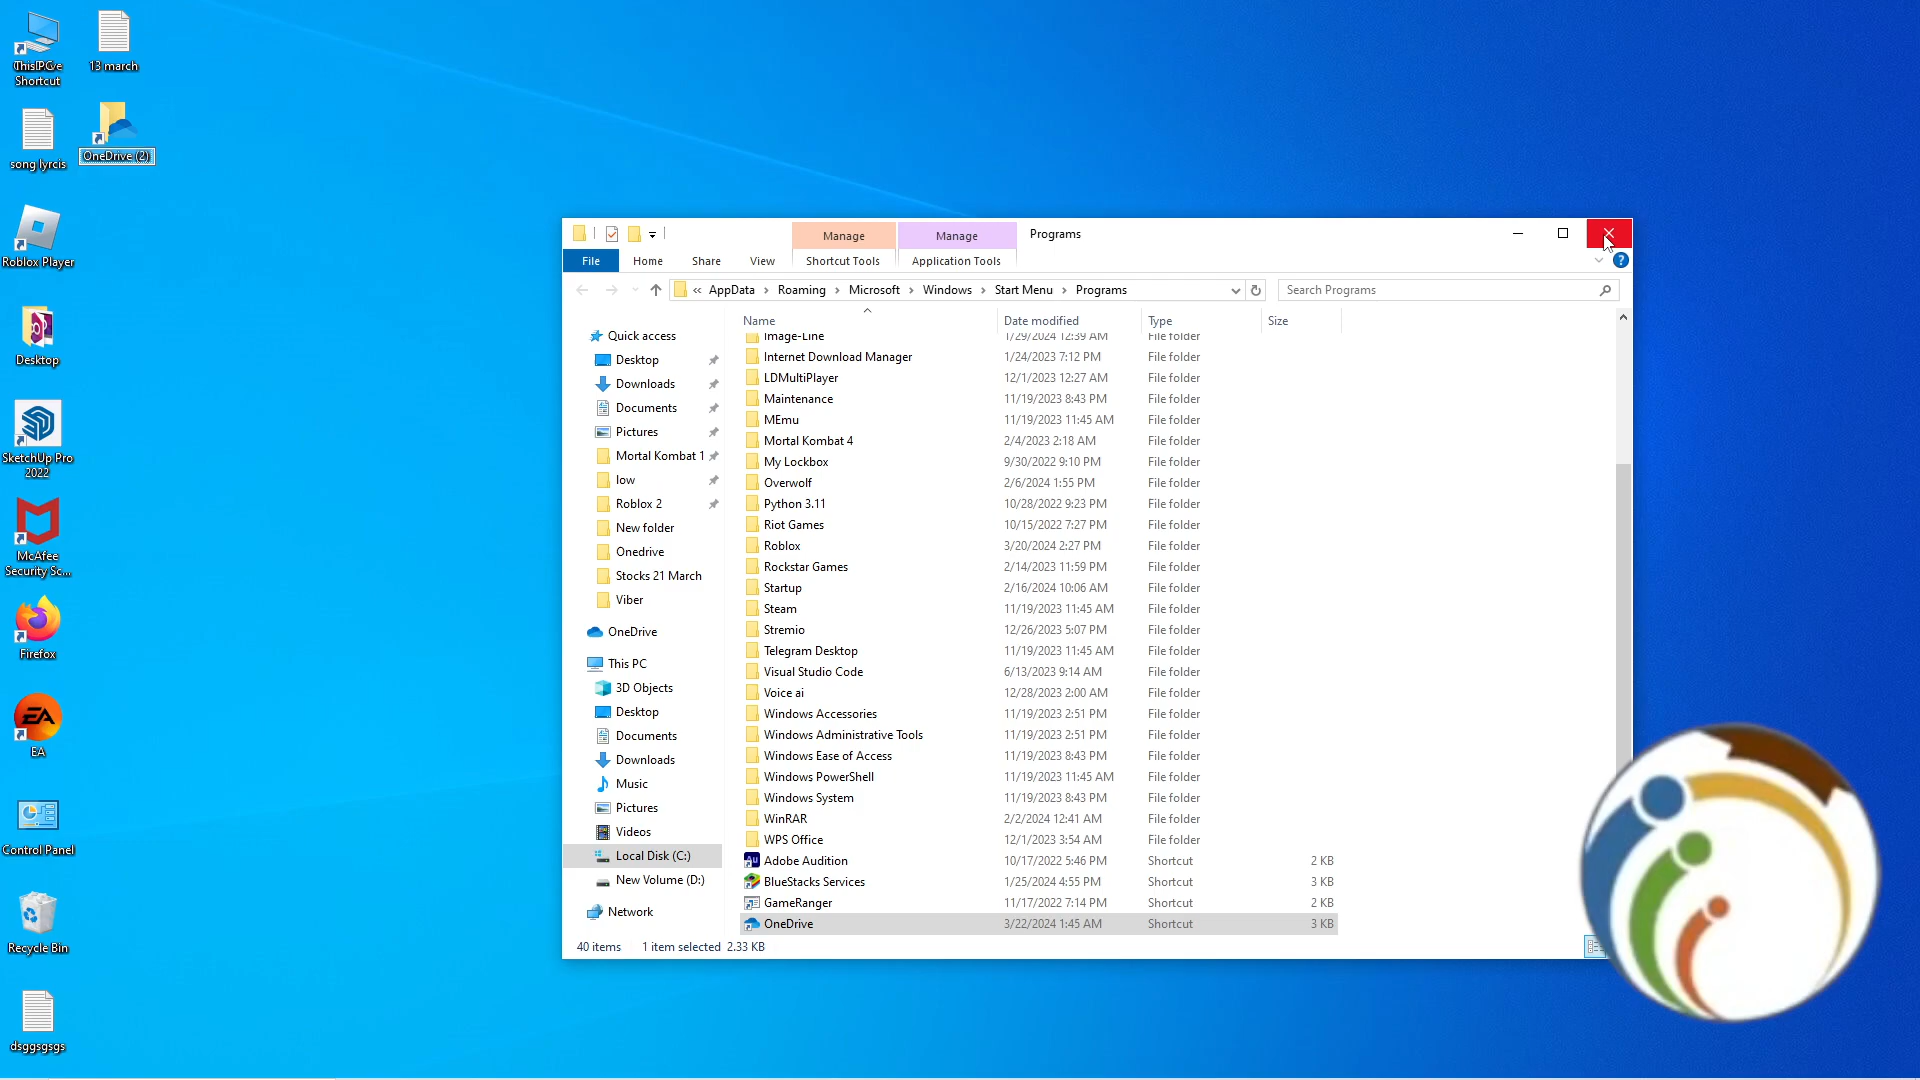 Shortcut
13 march
song lyrcis
OneDrive (2)
Roblox Player
Desktop
SketchUp Pro
2022
McAfee
Security Sc...
Firefox
EA
Control Panel
Recycle Bin
dsggsgsgs
Manage
Manage
Programs
File
Home
Share
View
Shortcut Tools
Application Tools
« AppData › Roaming › Microsoft › Windows › Start Menu › Programs
Search Programs
Name
Date modified
Type
Size
Quick access
Desktop
Downloads
Documents
Pictures
Mortal Kombat 1
low
Roblox 2
New folder
Onedrive
Stocks 21 March
Viber
OneDrive
This PC
3D Objects
Desktop
Documents
Downloads
Music
Pictures
Videos
Local Disk (C:)
New Volume (D:)
Network
Image-Line 1/29/2024 12:39 AM File folder
Internet Download Manager 1/24/2023 7:12 PM File folder
LDMultiPlayer 12/1/2023 12:27 AM File folder
Maintenance 11/19/2023 8:43 PM File folder
MEmu 11/19/2023 11:45 AM File folder
Mortal Kombat 4 2/4/2023 2:18 AM File folder
My Lockbox 9/30/2022 9:10 PM File folder
Overwolf 2/6/2024 1:55 PM File folder
Python 3.11 10/28/2022 9:23 PM File folder
Riot Games 10/15/2022 7:27 PM File folder
Roblox 3/20/2024 2:27 PM File folder
Rockstar Games 2/14/2023 11:59 PM File folder
Startup 2/16/2024 10:06 AM File folder
Steam 11/19/2023 11:45 AM File folder
Stremio 12/26/2023 5:07 PM File folder
Telegram Desktop 11/19/2023 11:45 AM File folder
Visual Studio Code 6/13/2023 9:14 AM File folder
Voice ai 12/28/2023 2:00 AM File folder
Windows Accessories 11/19/2023 2:51 PM File folder
Windows Administrative Tools 11/19/2023 2:51 PM File folder
Windows Ease of Access 11/19/2023 8:43 PM File folder
Windows PowerShell 11/19/2023 11:45 AM File folder
Windows System 11/19/2023 8:43 PM File folder
WinRAR 2/2/2024 12:41 AM File folder
WPS Office 12/1/2023 3:54 AM File folder
Adobe Audition 10/17/2022 5:46 PM Shortcut 2 KB
BlueStacks Services 1/25/2024 4:55 PM Shortcut 3 KB
GameRanger 11/17/2022 7:14 PM Shortcut 2 KB
OneDrive 3/22/2024 1:45 AM Shortcut 3 KB
40 items 1 item selected 2.33 KB